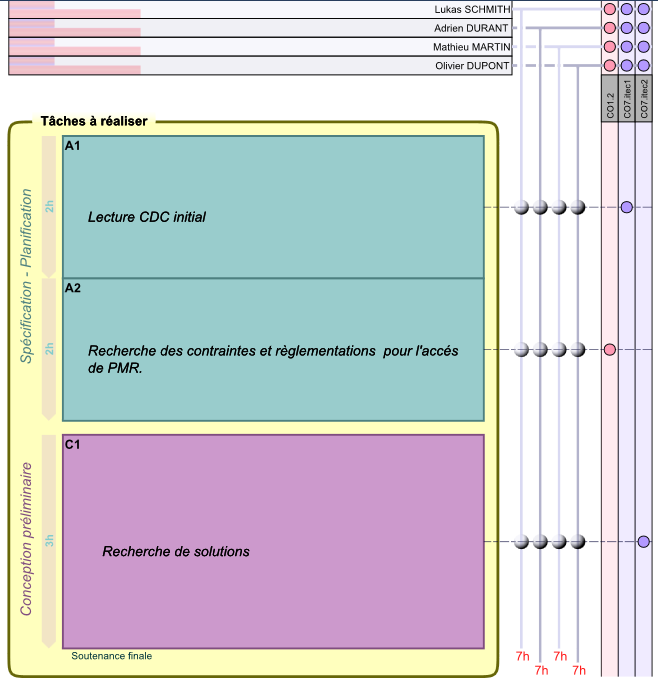 Lukas SCHMITH
Adrien DURANT
Mathieu MARTIN
Olivier DUPONT
CO1.2
CO7.itec1
CO7.itec2
Tâches à réaliser
Spécification - Planification
2h
A1
Lecture CDC initial
2h
A2
Recherche des contraintes et règlementations pour l'accés
de PMR.
Conception préliminaire
3h
C1
Recherche de solutions
Soutenance finale
7h
7h
7h
7h